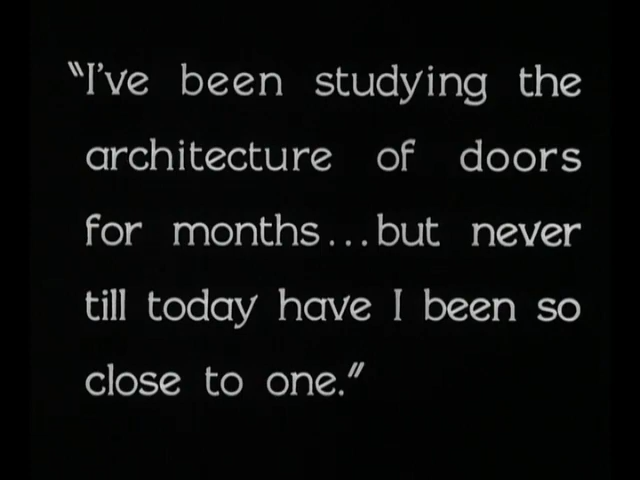 "I've been studying the
architecture of doors
for months...but never
till today have I been so
close to one."